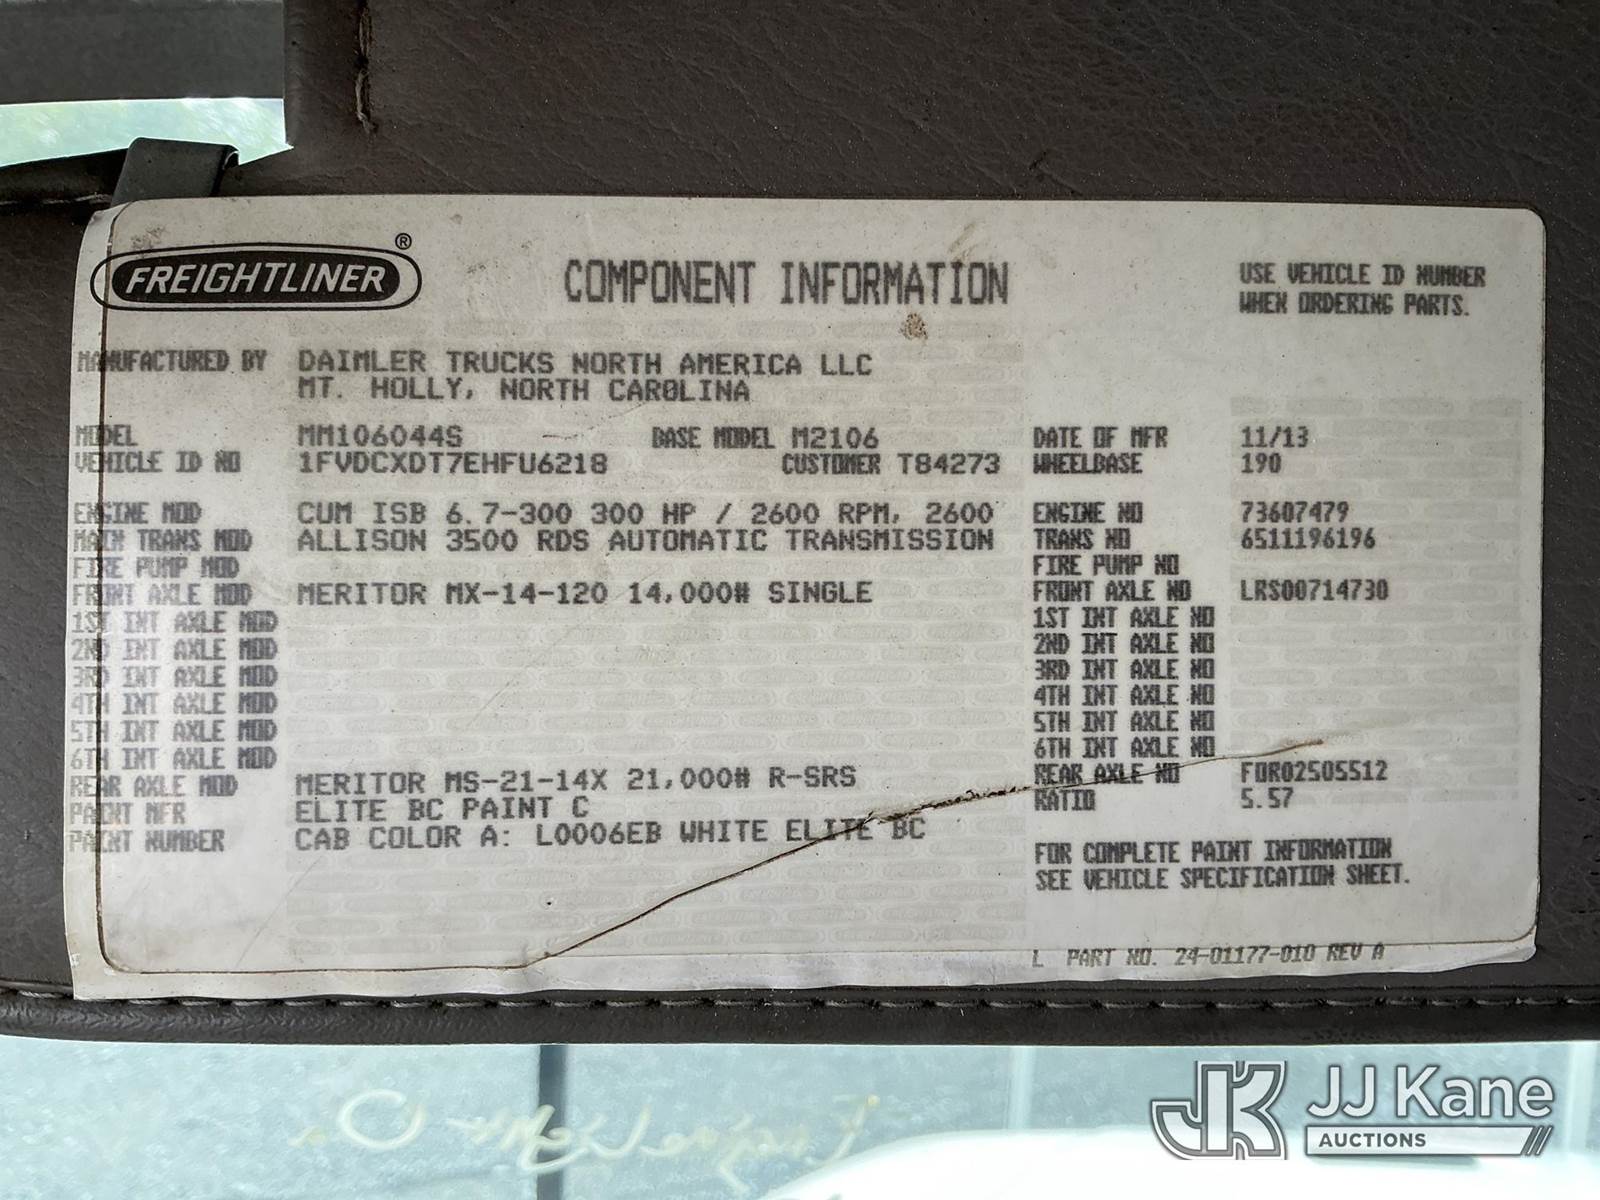 FREIGHTLINER ®
COMPONENT INFORMATION
USE VEHICLE ID NUMBER
WHEN ORDERING PARTS.
MANUFACTURED BY DAIMLER TRUCKS NORTH AMERICA LLC
MT. HOLLY, NORTH CAROLINA
MODEL MM106044S BASE MODEL M2106 DATE OF MFR 11/13
VEHICLE ID NO 1FVDCXDT7EHFU6218 CUSTOMER T84273 WHEELBASE 190
ENGINE MOD CUM ISB 6.7-300 300 HP / 2600 RPM, 2600 ENGINE NO 73607479
MAIN TRANS MOD ALLISON 3500 RDS AUTOMATIC TRANSMISSION TRANS NO 6511196196
FIRE PUMP MOD FIRE PUMP NO
FRONT AXLE MOD MERITOR MX-14-120 14,000# SINGLE FRONT AXLE NO LRS00714730
1ST INT AXLE MOD 1ST INT AXLE NO
2ND INT AXLE MOD 2ND INT AXLE NO
3RD INT AXLE MOD 3RD INT AXLE NO
4TH INT AXLE MOD 4TH INT AXLE NO
5TH INT AXLE MOD 5TH INT AXLE NO
6TH INT AXLE MOD 6TH INT AXLE NO
REAR AXLE MOD MERITOR MS-21-14X 21,000# R-SRS REAR AXLE NO FOR02505512
PAINT MFR ELITE BC PAINT C RATIO 5.57
PAINT NUMBER CAB COLOR A: L0006EB WHITE ELITE BC
FOR COMPLETE PAINT INFORMATION
SEE VEHICLE SPECIFICATION SHEET.
L PART NO. 24-01177-010 REV A
JK JJ Kane
AUCTIONS